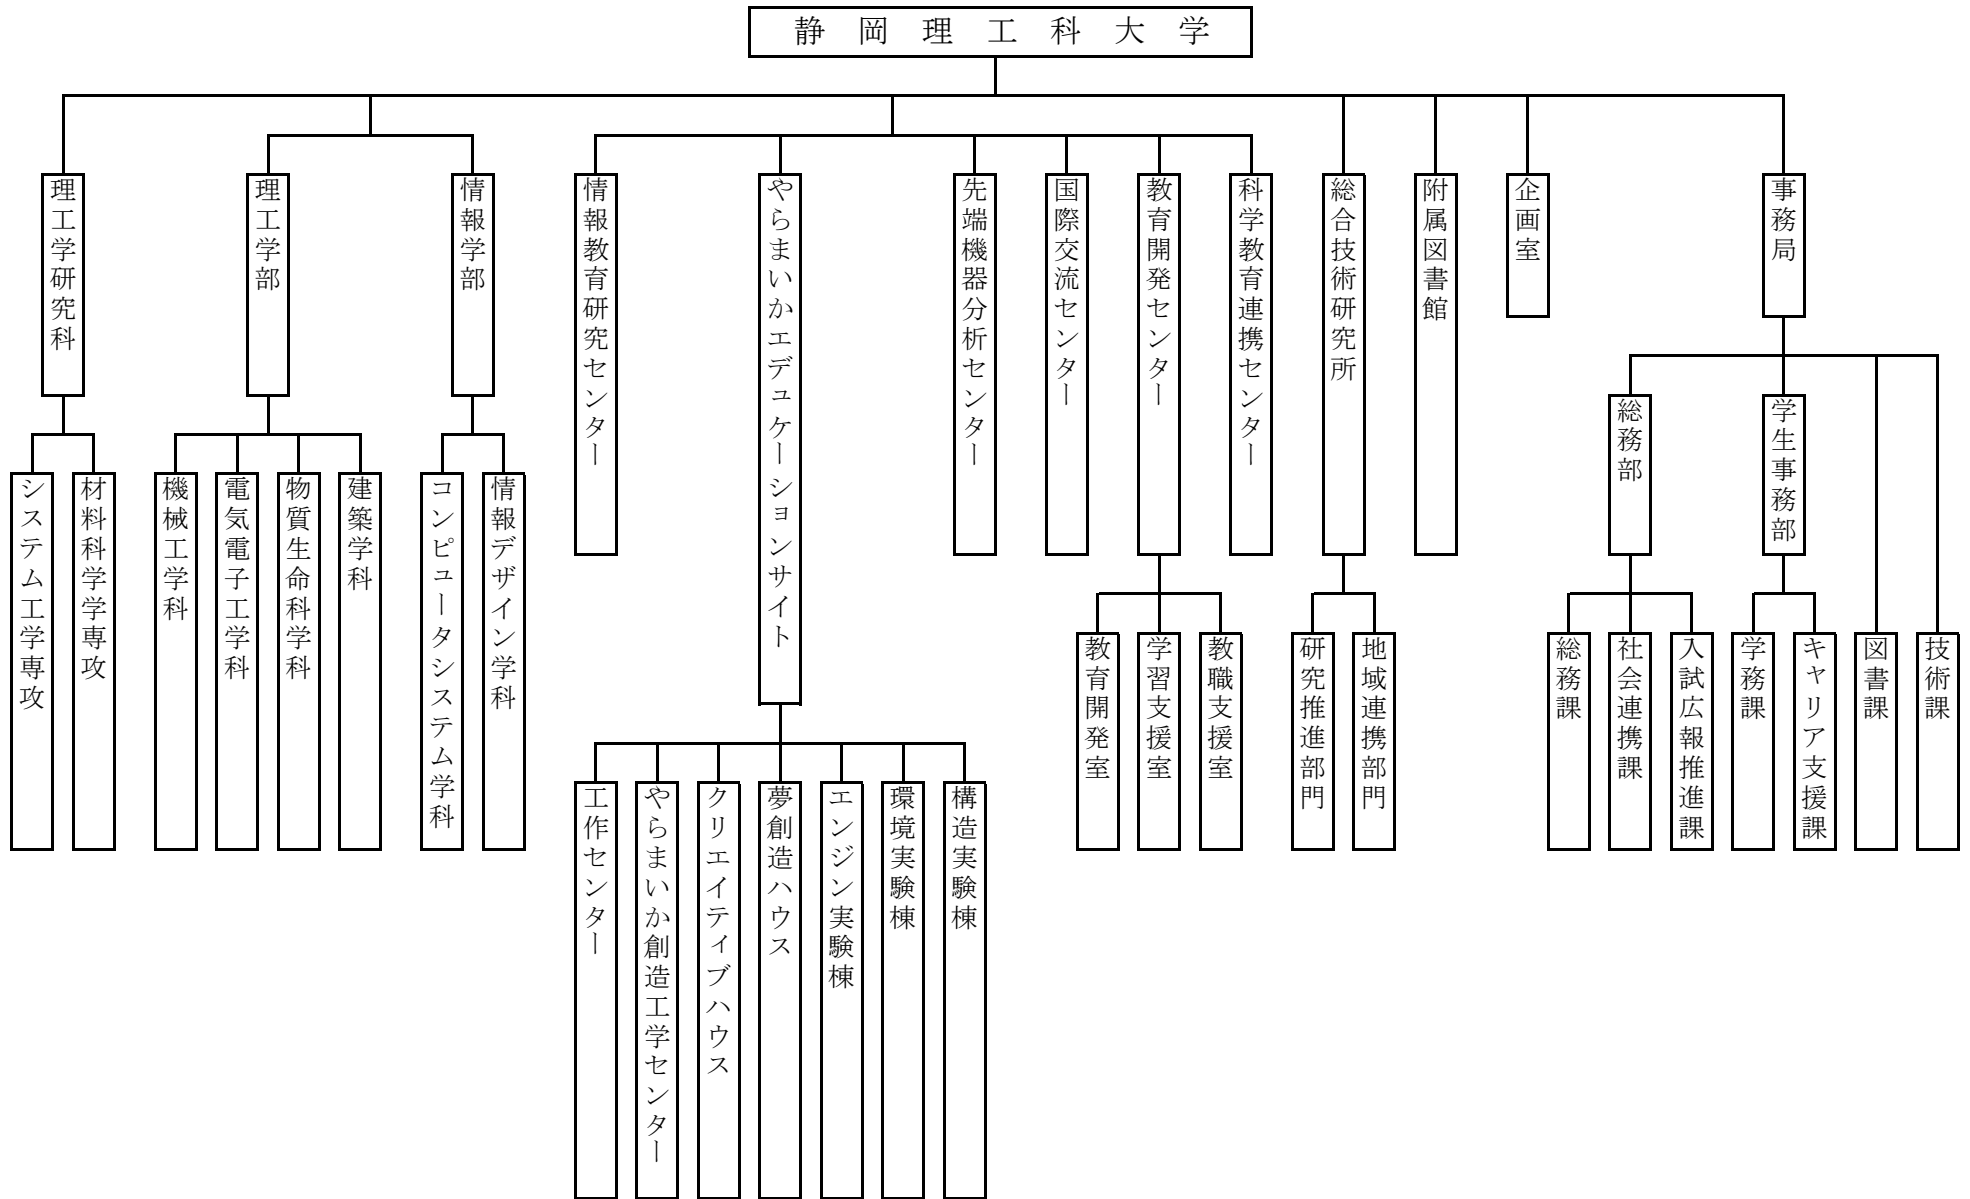 静岡理工科大学
理工学研究科
理工学部
情報学部
情報教育研究センター
やらまいかエデュケーションサイト
先端機器分析センター
国際交流センター
教育開発センター
科学教育連携センター
総合技術研究所
附属図書館
企画室
事務局
総務部
学生事務部
システム工学専攻
材料科学学専攻
機械工学科
電気電子工学科
物質生命科学科
建築学科
コンピュータシステム学科
情報デザイン学科
教育開発室
学習支援室
教職支援室
研究推進部門
地域連携部門
総務課
社会連携課
入試広報推進課
学務課
キャリア支援課
図書課
技術課
工作センター
やらまいか創造工学センター
クリエイティブハウス
夢創造ハウス
エンジン実験棟
環境実験棟
構造実験棟